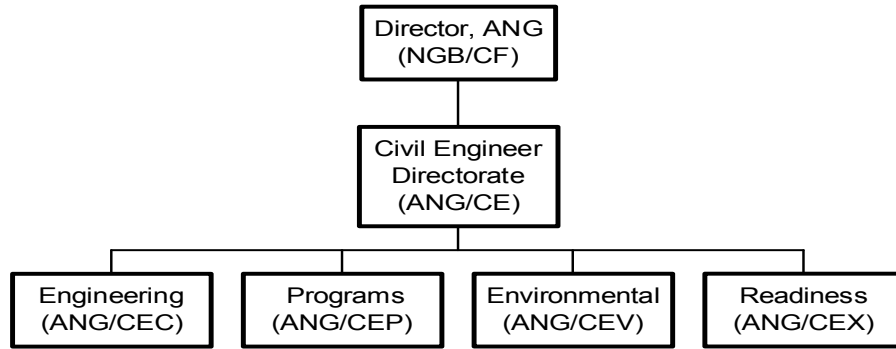 Director, ANG
(NGB/CF)
Civil Engineer
Directorate
(ANG/CE)
Engineering
(ANG/CEC)
Programs
(ANG/CEP)
Environmental
(ANG/CEV)
Readiness
(ANG/CEX)